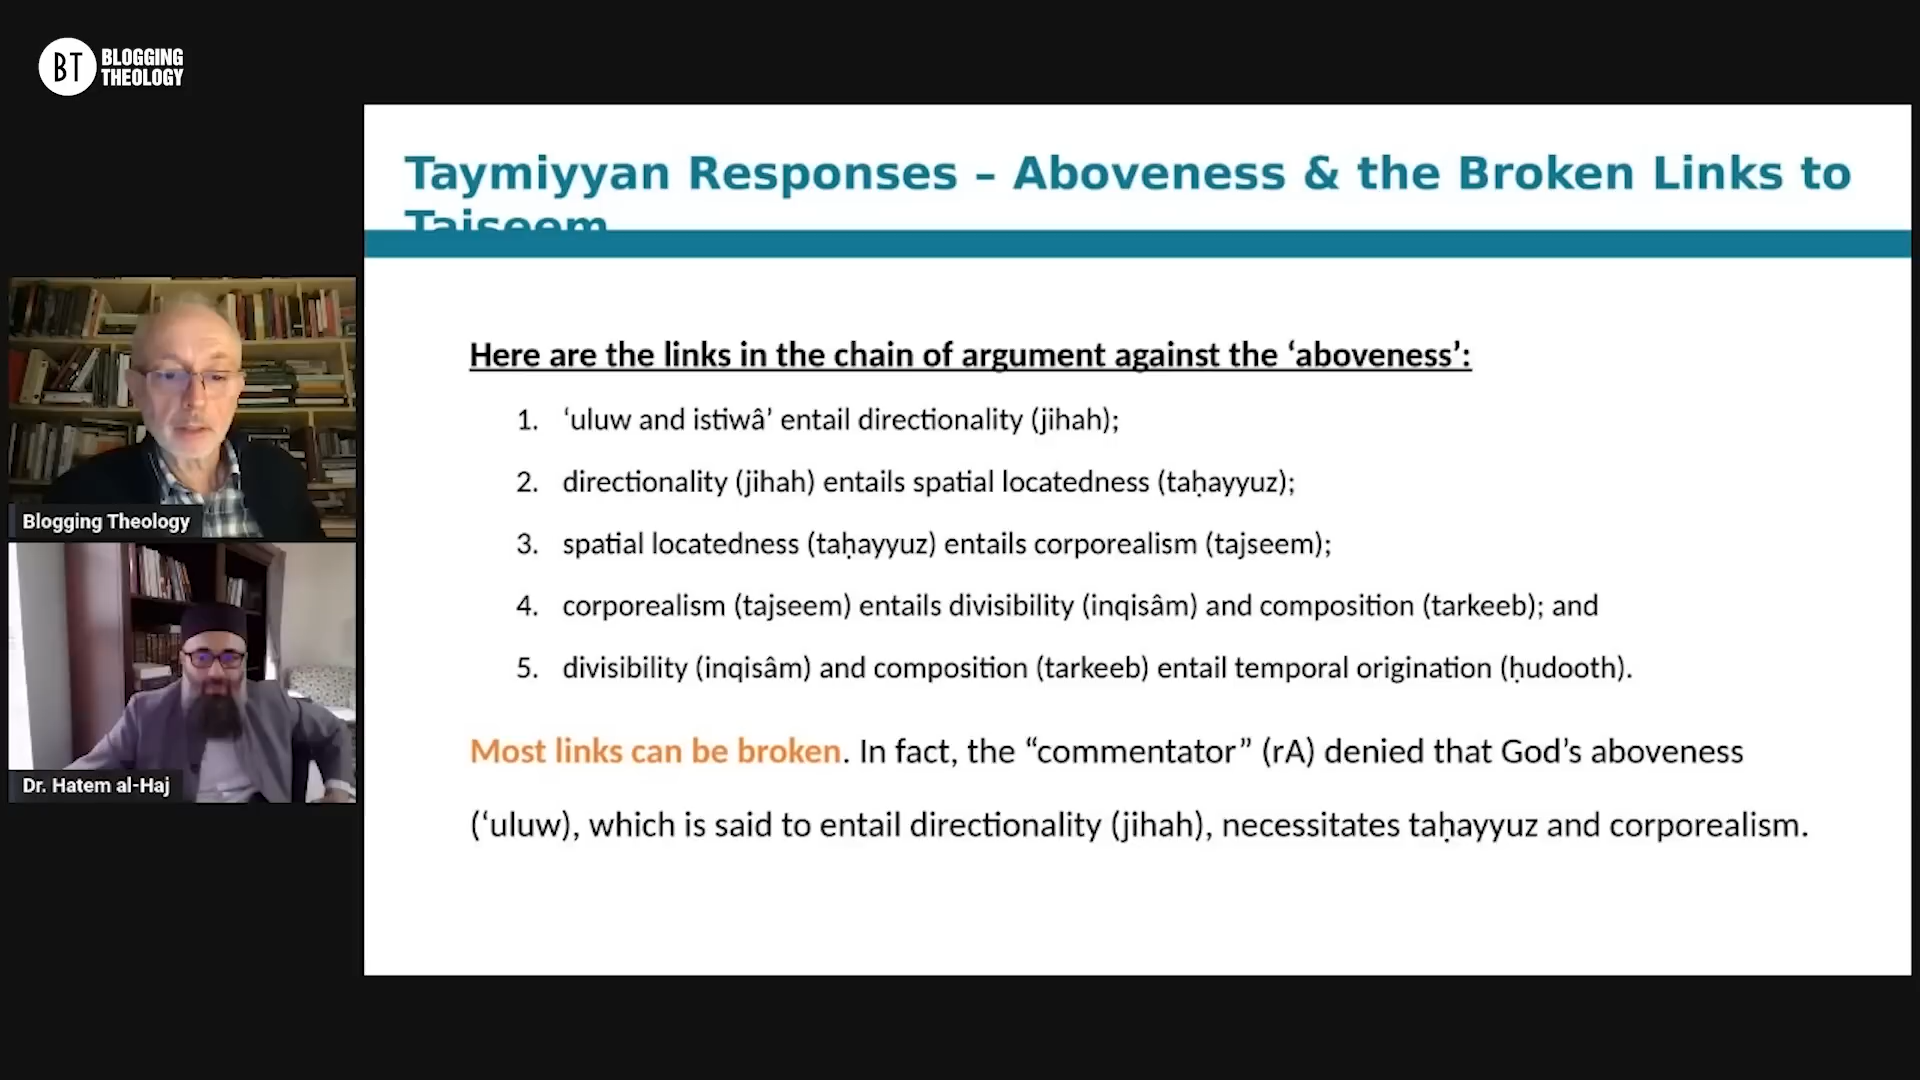 BT BLOGGING
THEOLOGY
Taymiyyan Responses – Aboveness & the Broken Links to
Tajseem
Here are the links in the chain of argument against the ‘aboveness’:
1. ‘uluw and istiwâ’ entail directionality (jihah);
2. directionality (jihah) entails spatial locatedness (taḥayyuz);
3. spatial locatedness (taḥayyuz) entails corporealism (tajseem);
4. corporealism (tajseem) entails divisibility (inqisâm) and composition (tarkeeb); and
5. divisibility (inqisâm) and composition (tarkeeb) entail temporal origination (ḥudooth).
Most links can be broken. In fact, the “commentator” (rA) denied that God’s aboveness
(‘uluw), which is said to entail directionality (jihah), necessitates taḥayyuz and corporealism.
Blogging Theology
Dr. Hatem al-Haj